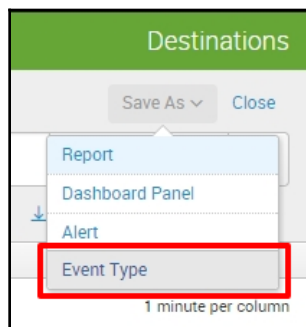 Destinations
Save As Close
Report
Dashboard Panel
Alert
Event Type
1 minute per column